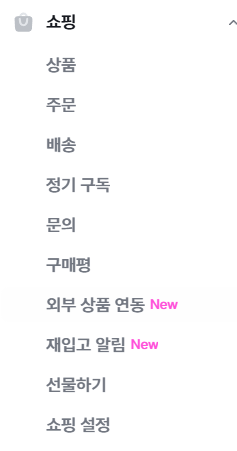 쇼핑
상품
주문
배송
정기 구독
문의
구매평
외부 상품 연동 New
재입고 알림 New
선물하기
쇼핑 설정